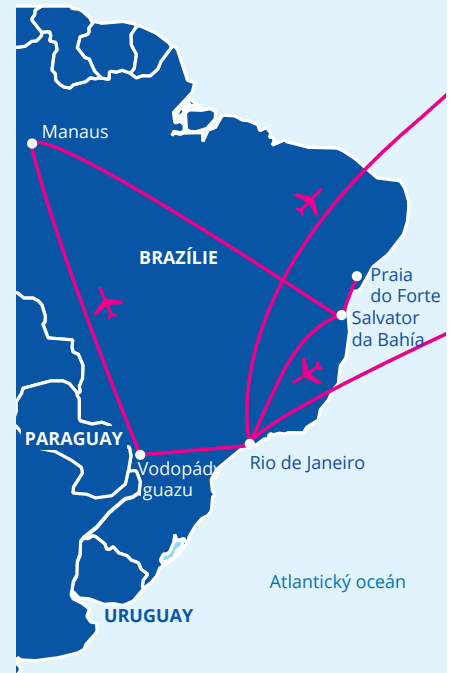 Manaus
BRAZÍLIE
Praia
do Forte
Salvator
da Bahía
PARAGUAY
Vodopády
Iguazu
Rio de Janeiro
Atlantický oceán
URUGUAY